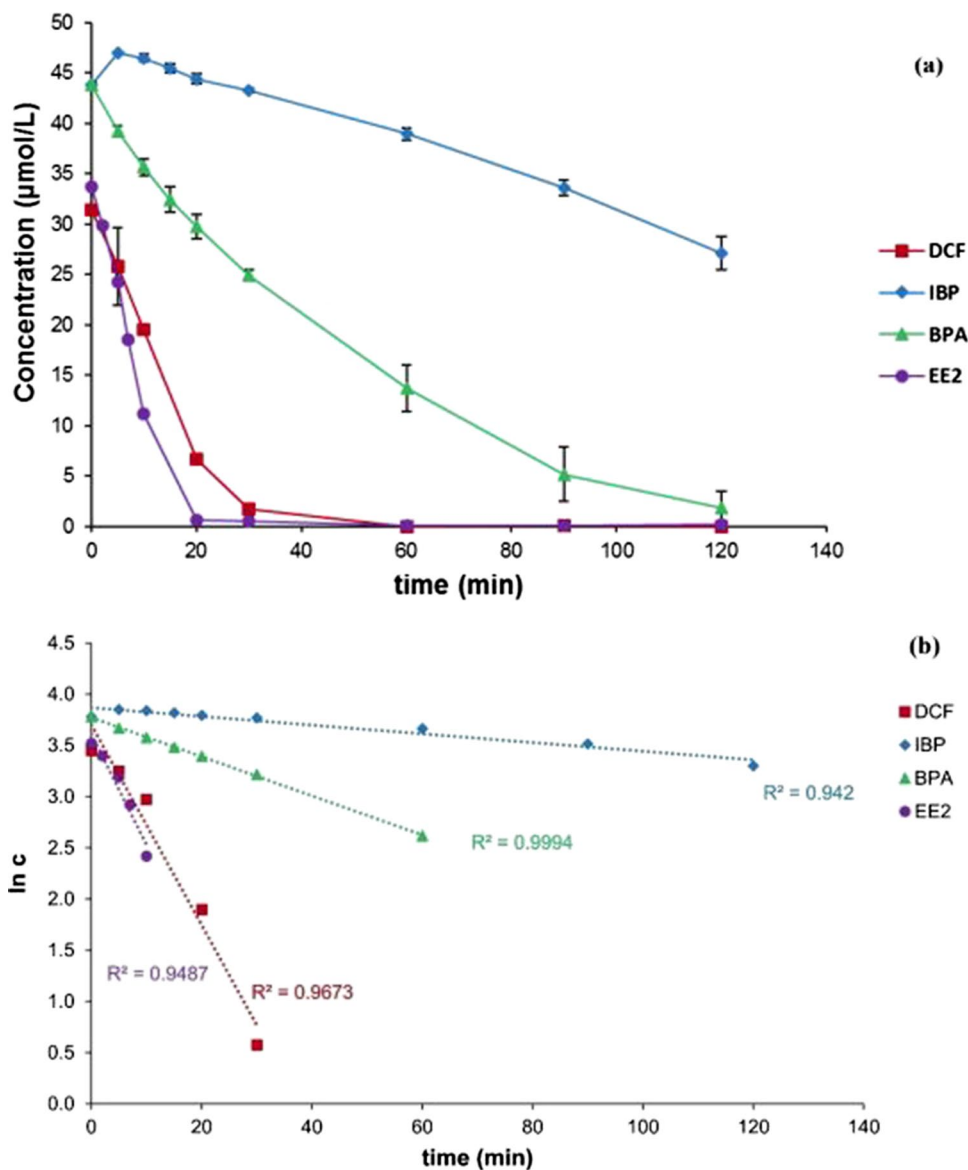 (a)
50
45
40
35
30
25
20
15
10
5
0
Concentration (µmol/L)
0 20 40 60 80 100 120 140
time (min)
DCF
IBP
BPA
EE2
(b)
4.5
4.0
3.5
3.0
2.5
2.0
1.5
1.0
0.5
0.0
ln c
R² = 0.942
R² = 0.9994
R² = 0.9487
R² = 0.9673
0 20 40 60 80 100 120 140
time (min)
DCF
IBP
BPA
EE2